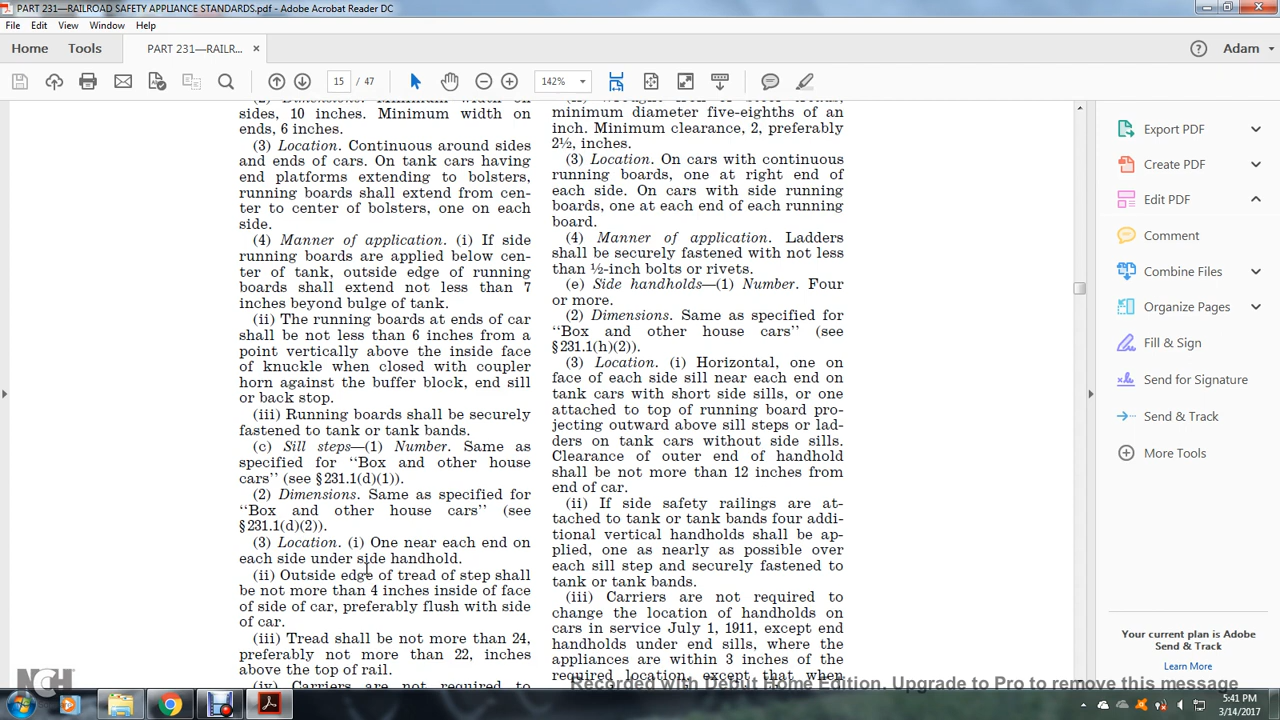 PART 231—RAILROAD SAFETY APPLIANCE STANDARDS.pdf - Adobe Acrobat Reader DC
File Edit View Window Help
Home Tools PART 231—RAILR... ×
Adam
15 / 47
142%
sides, 10 inches. Minimum width on
ends, 6 inches.
(3) Location. Continuous around sides
and ends of cars. On tank cars having
end platforms extending to bolsters,
running boards shall extend from cen-
ter to center of bolsters, one on each
side.
(4) Manner of application. (i) If side
running boards are applied below cen-
ter of tank, outside edge of running
boards shall extend not less than 7
inches beyond bulge of tank.
(ii) The running boards at ends of car
shall be not less than 6 inches from a
point vertically above the inside face
of knuckle when closed with coupler
horn against the buffer block, end sill
or back stop.
(iii) Running boards shall be securely
fastened to tank or tank bands.
(c) Sill steps—(1) Number. Same as
specified for ‘‘Box and other house
cars’’ (see §231.1(d)(1)).
(2) Dimensions. Same as specified for
‘‘Box and other house cars’’ (see
§231.1(d)(2)).
(3) Location. (i) One near each end on
each side under side handhold.
(ii) Outside edge of tread of step shall
be not more than 4 inches inside of face
of side of car, preferably flush with side
of car.
(iii) Tread shall be not more than 24,
preferably not more than 22, inches
above the top of rail.
minimum diameter five-eighths of an
inch. Minimum clearance, 2, preferably
2½, inches.
(3) Location. On cars with continuous
running boards, one at right end of
each side. On cars with side running
boards, one at each end of each running
board.
(4) Manner of application. Ladders
shall be securely fastened with not less
than ½-inch bolts or rivets.
(e) Side handholds—(1) Number. Four
or more.
(2) Dimensions. Same as specified for
‘‘Box and other house cars’’ (see
§231.1(h)(2)).
(3) Location. (i) Horizontal, one on
face of each side sill near each end on
tank cars with short side sills, or one
attached to top of running board pro-
jecting outward above sill steps or lad-
ders on tank cars without side sills.
Clearance of outer end of handhold
shall be not more than 12 inches from
end of car.
(ii) If side safety railings are at-
tached to tank or tank bands four addi-
tional vertical handholds shall be ap-
plied, one as nearly as possible over
each sill step and securely fastened to
tank or tank bands.
(iii) Carriers are not required to
change the location of handholds on
cars in service July 1, 1911, except end
handholds under end sills, where the
appliances are within 3 inches of the
required location, except that when
Export PDF
Create PDF
Edit PDF
Comment
Combine Files
Organize Pages
Fill & Sign
Send for Signature
Send & Track
More Tools
Your current plan is Adobe
Send & Track
Learn More
NCH
Recorded with Debut Home Edition. Upgrade to Pro to remove this message
5:41 PM
3/14/2017